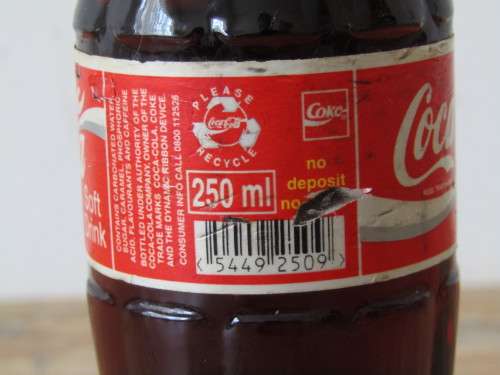 Soft
Drink
CONTAINS CARBONATED WATER,
SUGAR, CARAMEL, PHOSPHORIC
ACID, FLAVOURANTS AND CAFFEINE
BOTTLED UNDER AUTHORITY OF THE
COCA-COLA COMPANY, OWNER OF THE
TRADE MARKS COCA-COLA, COKE
AND THE DYNAMIC RIBBON DEVICE.
CONSUMER INFO CALL 0800 112526
PLEASE
Coca-Cola
RECYCLE
250 ml
Coke
no
deposit
no
< 5449 2509 >
Coca